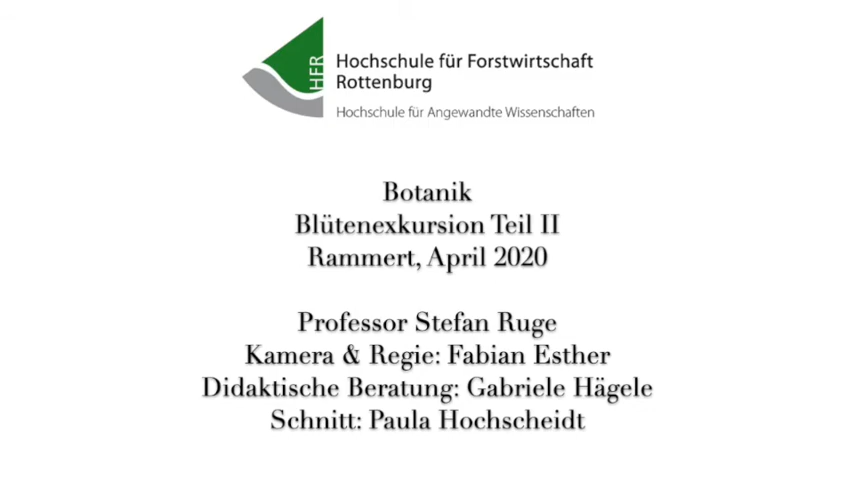 HFR
Hochschule für Forstwirtschaft
Rottenburg
Hochschule für Angewandte Wissenschaften
Botanik
Blütenexkursion Teil II
Rammert, April 2020
Professor Stefan Ruge
Kamera & Regie: Fabian Esther
Didaktische Beratung: Gabriele Hägele
Schnitt: Paula Hochscheidt